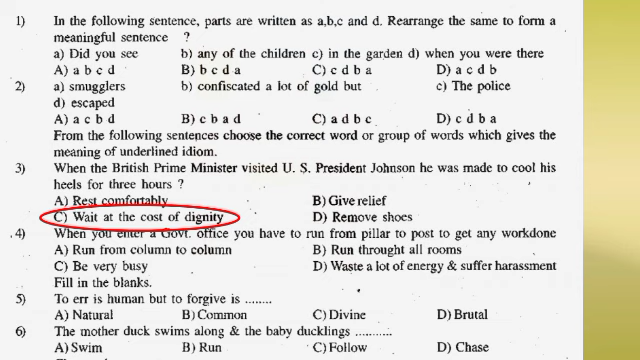 1) In the following sentence, parts are written as a,b,c and d. Rearrange the same to form a
meaningful sentence ?
a) Did you see b) any of the children c) in the garden d) when you were there
A) a b c d B) b c d a C) c d b a D) a c d b
2) a) smugglers b) confiscated a lot of gold but c) The police
d) escaped
A) a c b d B) c b a d C) a d b c D) c d b a
From the following sentences choose the correct word or group of words which gives the
meaning of underlined idiom.
3) When the British Prime Minister visited U. S. President Johnson he was made to cool his
heels for three hours ?
A) Rest comfortably B) Give relief
C) Wait at the cost of dignity D) Remove shoes
4) When you enter a Govt. office you have to run from pillar to post to get any workdone
A) Run from column to column B) Run throught all rooms
C) Be very busy D) Waste a lot of energy & suffer harassment
Fill in the blanks.
5) To err is human but to forgive is ........
A) Natural B) Common C) Divine D) Brutal
6) The mother duck swims along & the baby ducklings ...........
A) Swim B) Run C) Follow D) Chase